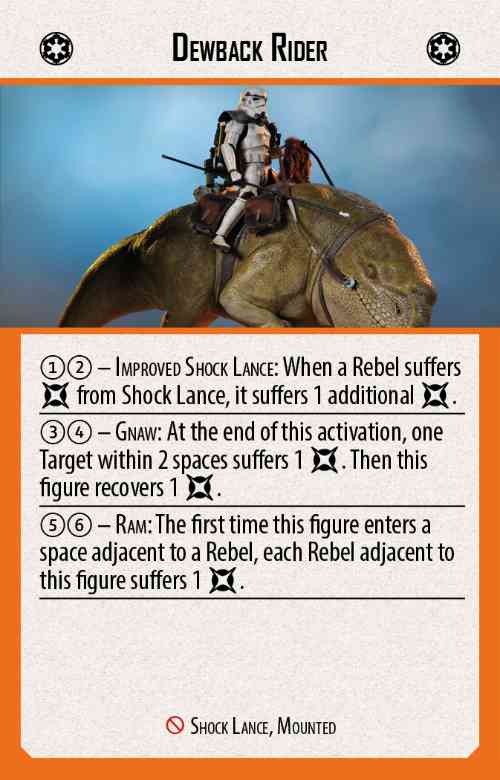 Dewback Rider
①② – Improved Shock Lance: When a Rebel suffers
from Shock Lance, it suffers 1 additional .
③④ – Gnaw: At the end of this activation, one
Target within 2 spaces suffers 1 . Then this
figure recovers 1 .
⑤⑥ – Ram: The first time this figure enters a
space adjacent to a Rebel, each Rebel adjacent to
this figure suffers 1 .
Shock Lance, Mounted